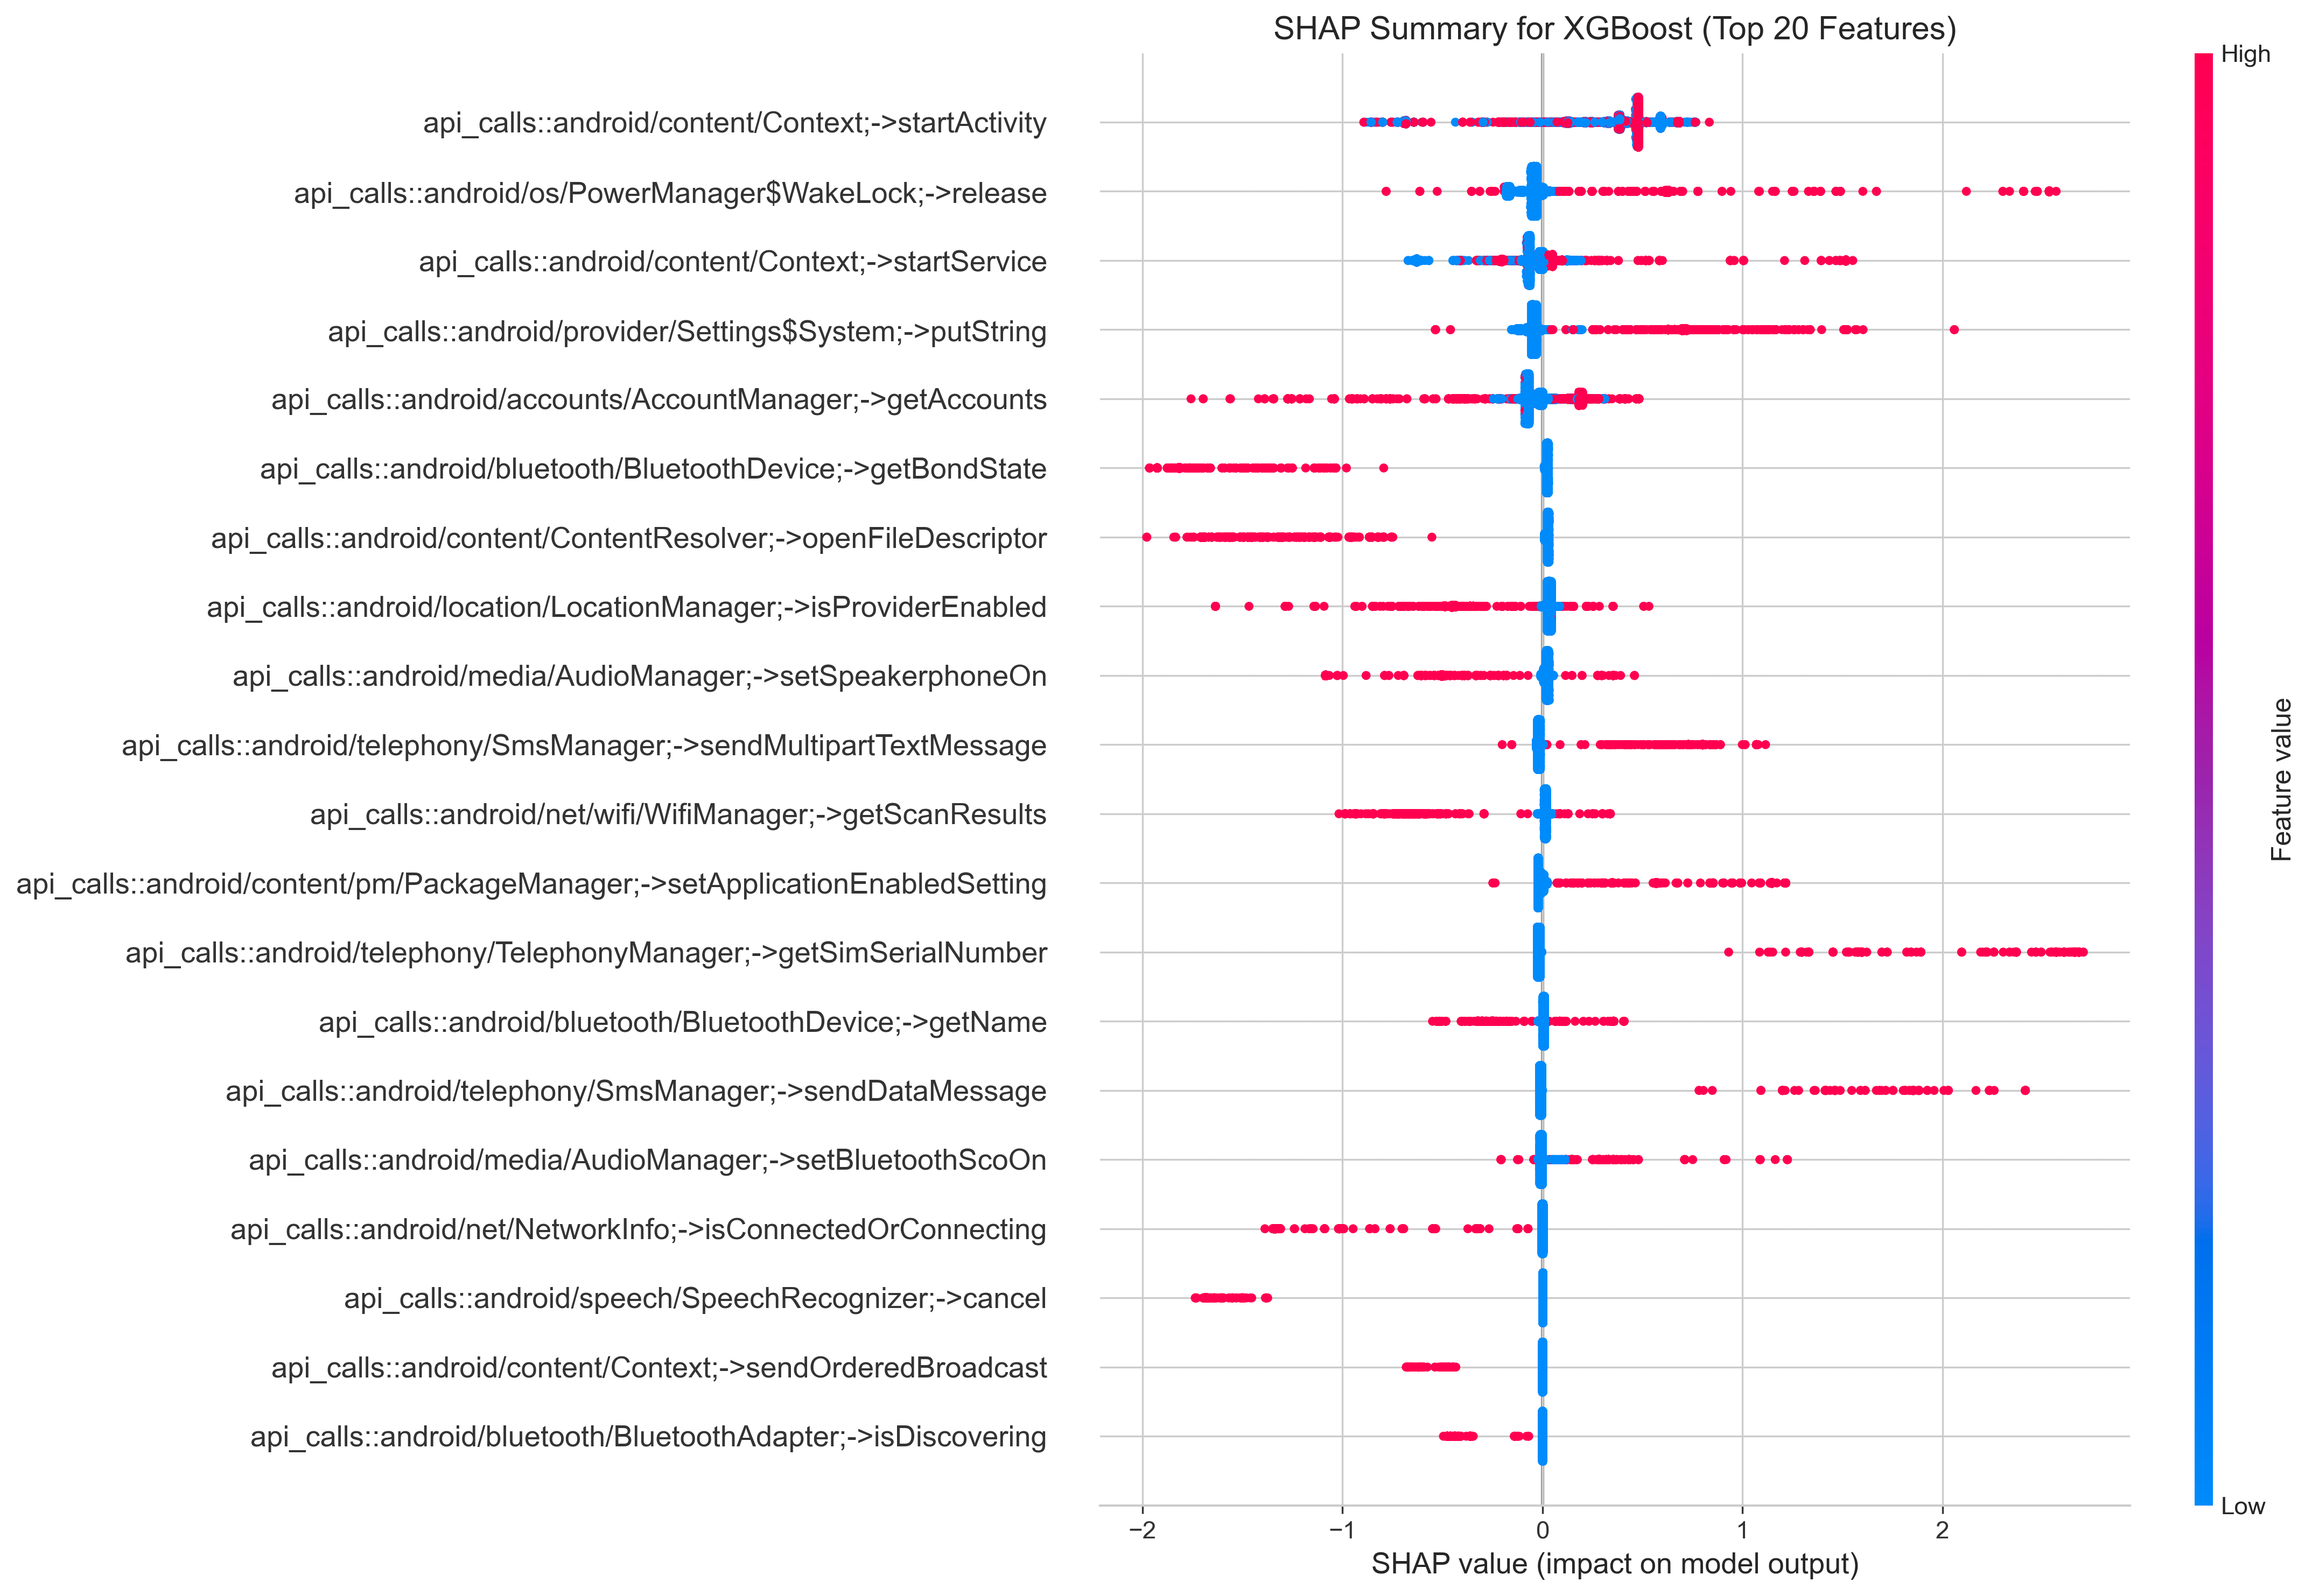 SHAP Summary for XGBoost (Top 20 Features)
High
api_calls::android/content/Context;->startActivity
api_calls::android/os/PowerManager$WakeLock;->release
api_calls::android/content/Context;->startService
api_calls::android/provider/Settings$System;->putString
api_calls::android/accounts/AccountManager;->getAccounts
api_calls::android/bluetooth/BluetoothDevice;->getBondState
api_calls::android/content/ContentResolver;->openFileDescriptor
api_calls::android/location/LocationManager;->isProviderEnabled
api_calls::android/media/AudioManager;->setSpeakerphoneOn
api_calls::android/telephony/SmsManager;->sendMultipartTextMessage
api_calls::android/net/wifi/WifiManager;->getScanResults
api_calls::android/content/pm/PackageManager;->setApplicationEnabledSetting
api_calls::android/telephony/TelephonyManager;->getSimSerialNumber
api_calls::android/bluetooth/BluetoothDevice;->getName
api_calls::android/telephony/SmsManager;->sendDataMessage
api_calls::android/media/AudioManager;->setBluetoothScoOn
api_calls::android/net/NetworkInfo;->isConnectedOrConnecting
api_calls::android/speech/SpeechRecognizer;->cancel
api_calls::android/content/Context;->sendOrderedBroadcast
api_calls::android/bluetooth/BluetoothAdapter;->isDiscovering
Feature value
Low
−2 −1 0 1 2
SHAP value (impact on model output)